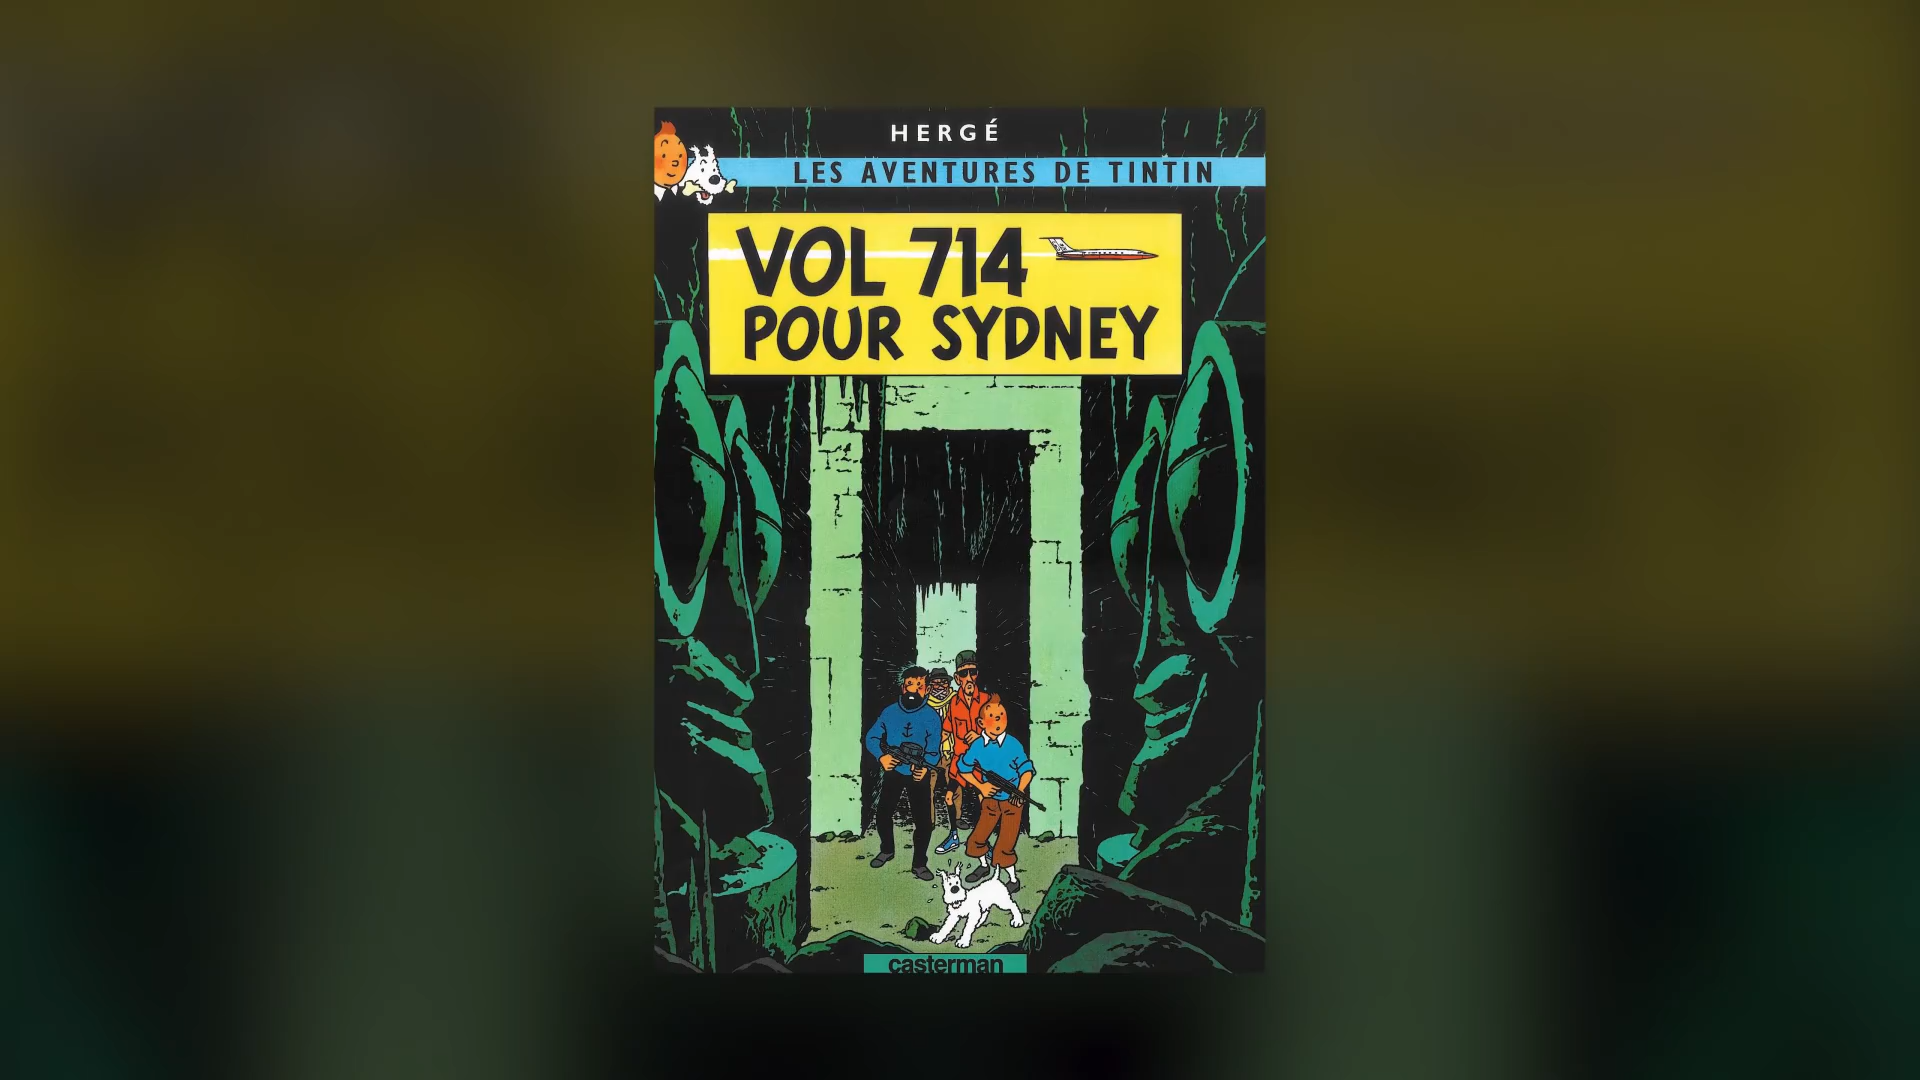 HERGÉ
LES AVENTURES DE TINTIN
VOL 714
POUR SYDNEY
casterman